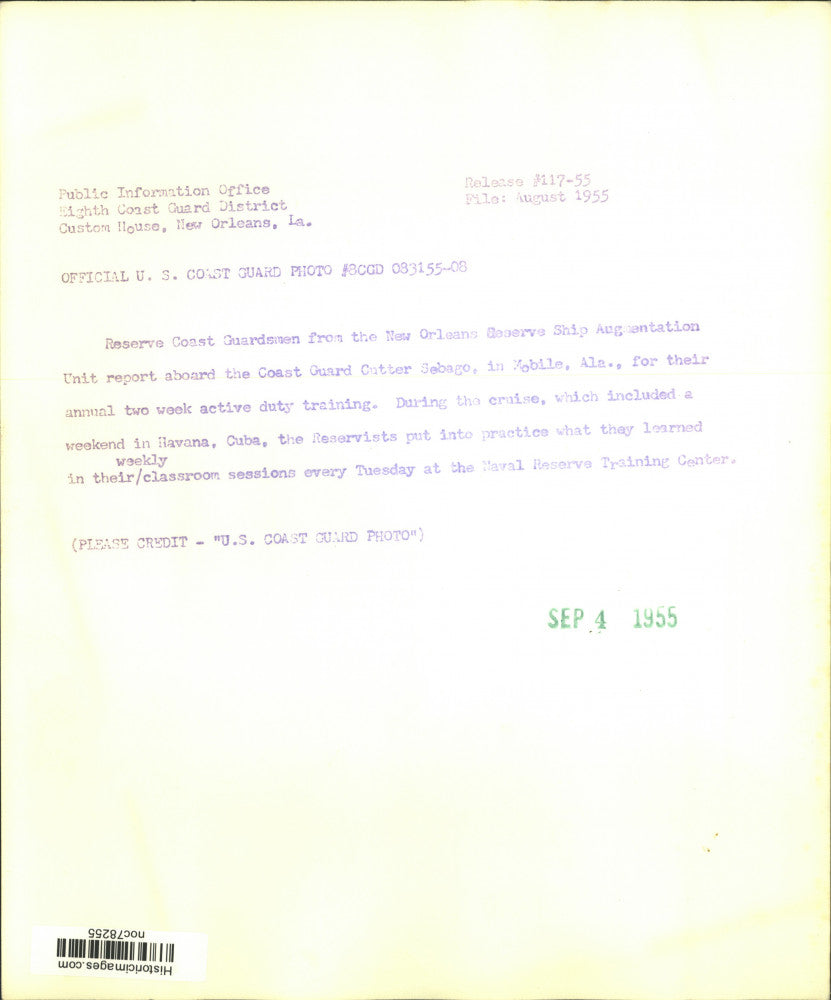 Public Information Office
Eighth Coast Guard District
Custom House, New Orleans, La.
Release #117-55
File: August 1955
OFFICIAL U. S. COAST GUARD PHOTO #8CGD 083155-08
Reserve Coast Guardsmen from the New Orleans Reserve Ship Augmentation
Unit report aboard the Coast Guard Cutter Sebago, in Mobile, Ala., for their
annual two week active duty training. During the cruise, which included a
weekend in Havana, Cuba, the Reservists put into practice what they learned
weekly
in their/classroom sessions every Tuesday at the Naval Reserve Training Center.
(PLEASE CREDIT - "U.S. COAST GUARD PHOTO")
SEP 4 1955
Historicimages.com
noc78255